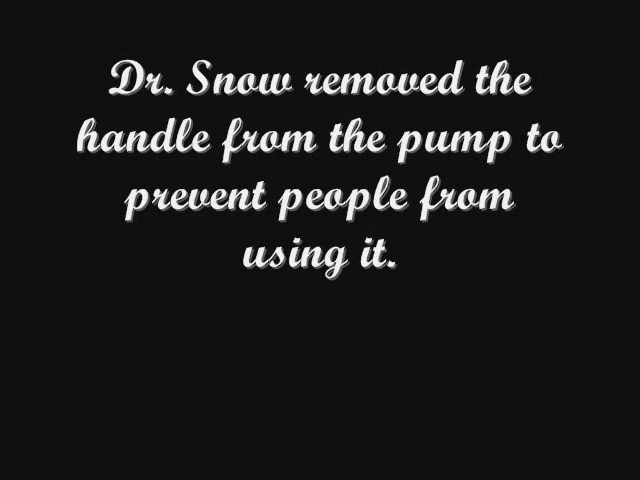 Dr. Snow removed the
handle from the pump to
prevent people from
using it.